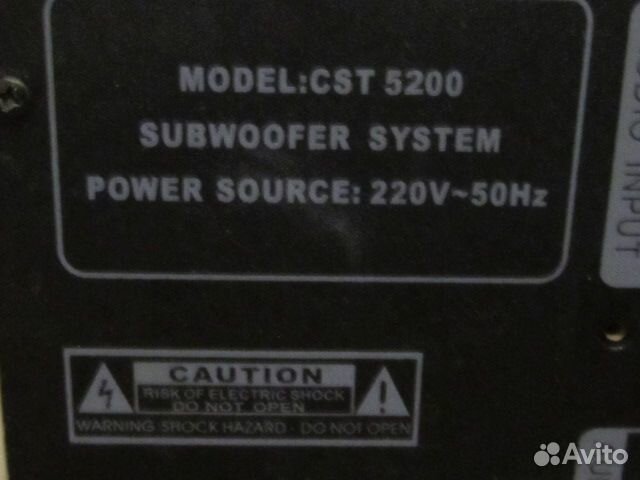 MODEL:CST 5200
SUBWOOFER SYSTEM
POWER SOURCE: 220V~50Hz
INPUT
CAUTION
RISK OF ELECTRIC SHOCK
DO NOT OPEN
WARNING SHOCK HAZARD - DO NOT OPEN
Avito